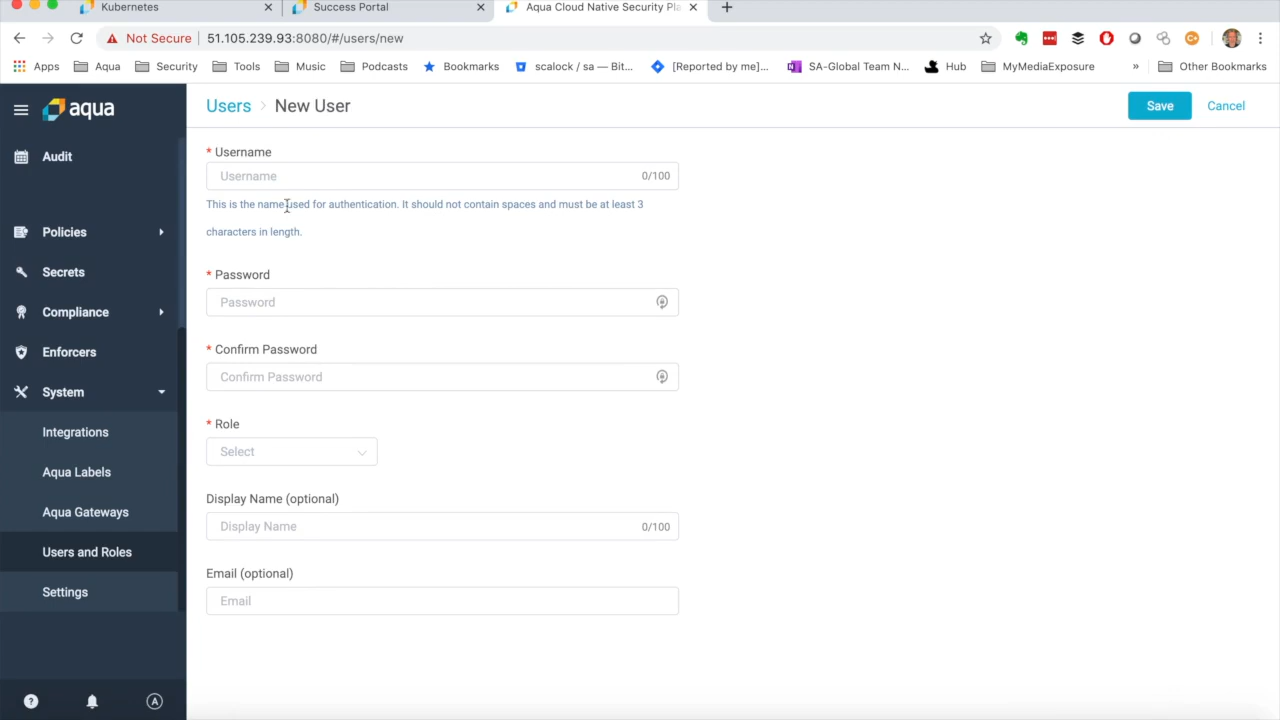 Kubernetes
Success Portal
Aqua Cloud Native Security Pla
Not Secure
51.105.239.93:8080/#/users/new
Apps
Aqua
Security
Tools
Music
Podcasts
Bookmarks
scalock / sa — Bit...
[Reported by me]...
SA-Global Team N...
Hub
MyMediaExposure
»
Other Bookmarks
aqua
Users > New User
Save
Cancel
Audit
Policies
Secrets
Compliance
Enforcers
System
Integrations
Aqua Labels
Aqua Gateways
Users and Roles
Settings
* Username
Username
0/100
This is the name used for authentication. It should not contain spaces and must be at least 3
characters in length.
* Password
Password
* Confirm Password
Confirm Password
* Role
Select
Display Name (optional)
Display Name
0/100
Email (optional)
Email
?
A